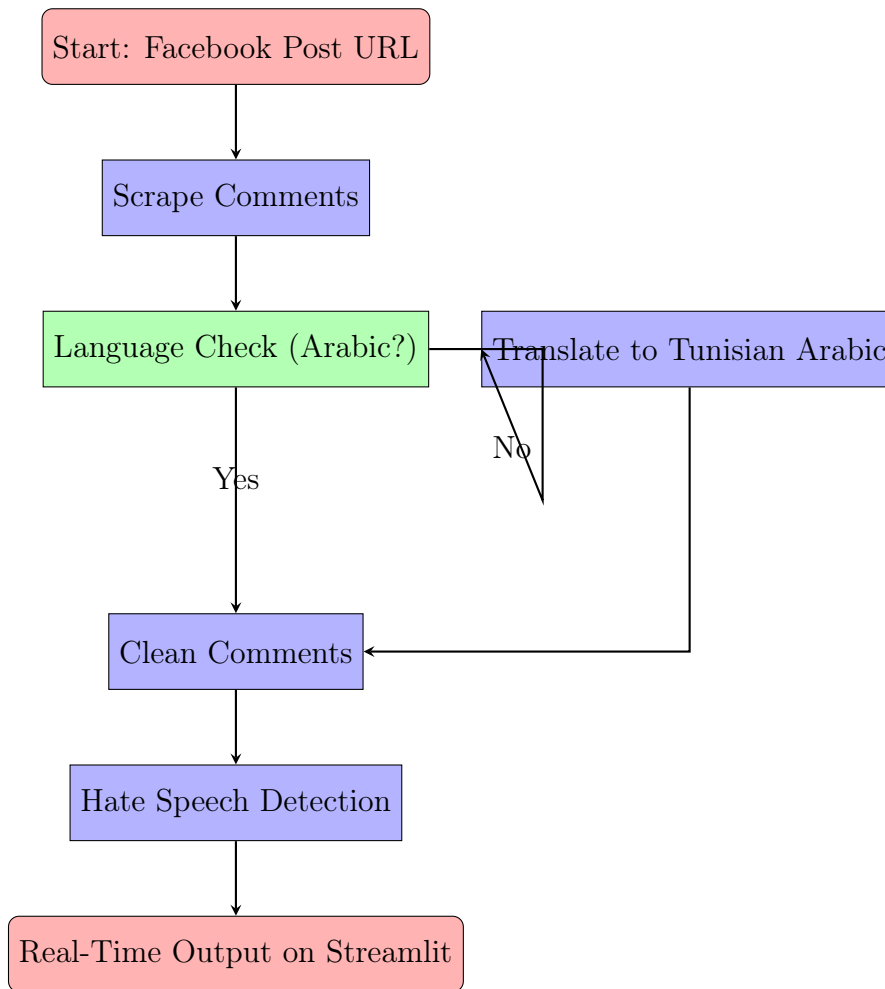 Start: Facebook Post URL
Scrape Comments
Language Check (Arabic?)
Translate to Tunisian Arabic
No
Yes
Clean Comments
Hate Speech Detection
Real-Time Output on Streamlit